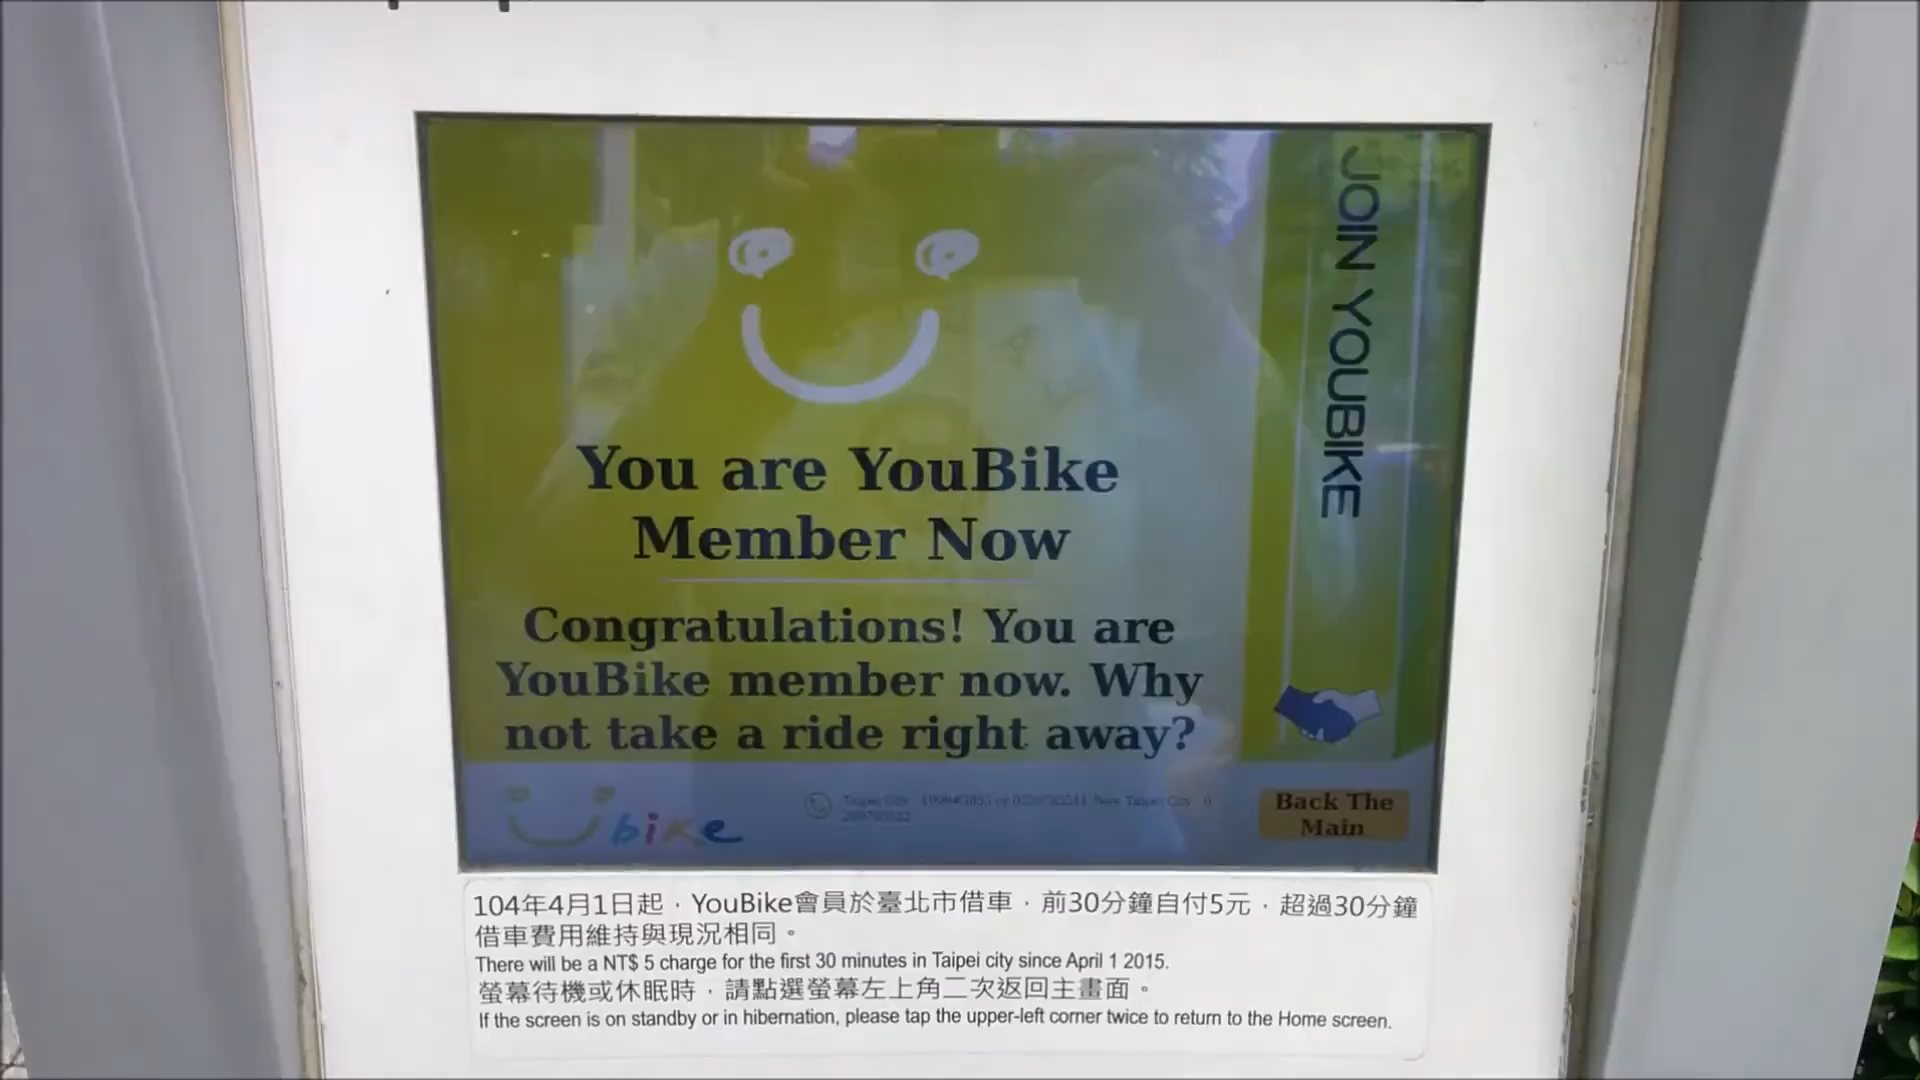 JOIN YOUBIKE
You are YouBike
Member Now
Congratulations! You are
YouBike member now. Why
not take a ride right away?
bike
Taipei City
New Taipei City
Back The
Main
104年4月1日起，YouBike會員於臺北市借車，前30分鐘自付5元，超過30分鐘
借車費用維持與現況相同。
There will be a NT$ 5 charge for the first 30 minutes in Taipei city since April 1 2015.
螢幕待機或休眠時，請點選螢幕左上角二次返回主畫面。
If the screen is on standby or in hibernation, please tap the upper-left corner twice to return to the Home screen.